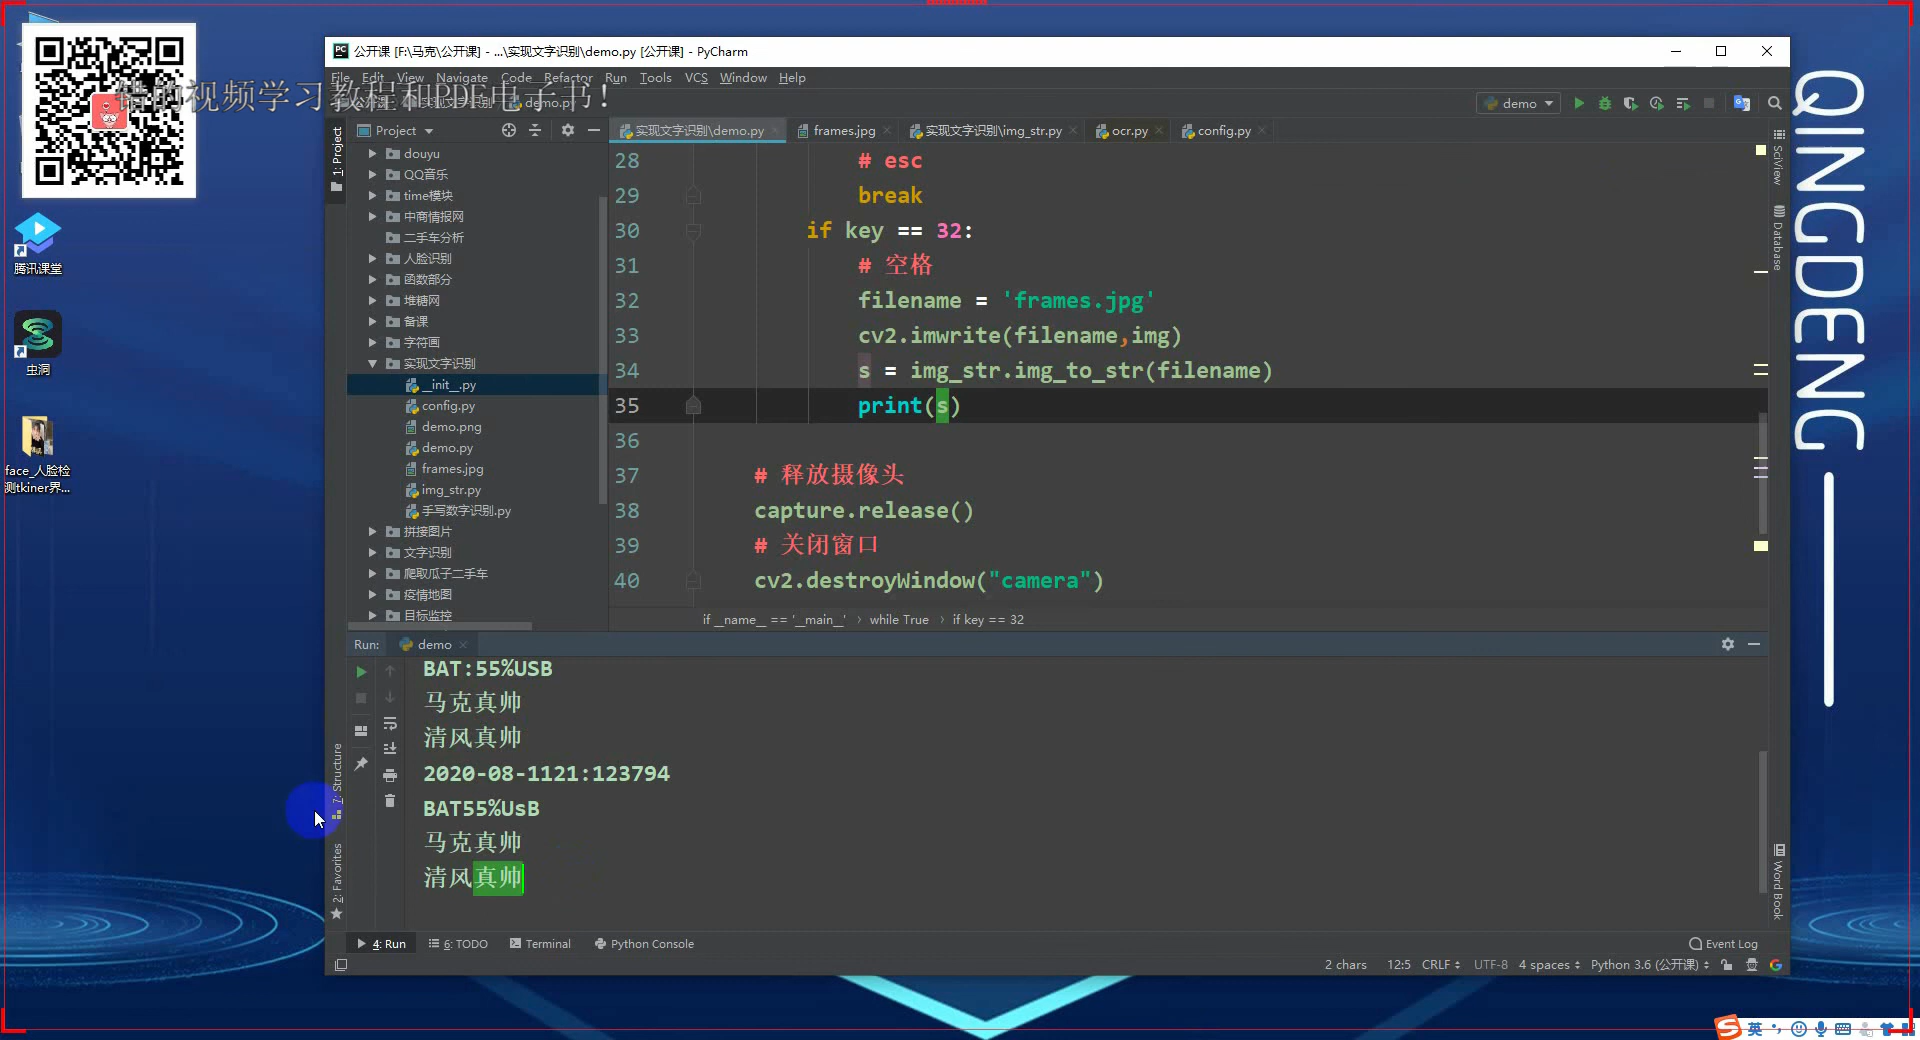 公开课 [F:\马克\公开课] - ...\实现文字识别\demo.py [公开课] - PyCharm
File Edit View Navigate Code Refactor Run Tools VCS Window Help
错的视频学习教程和PDF电子书！
demo.py
demo
Project
实现文字识别\demo.py
frames.jpg
实现文字识别\img_str.py
ocr.py
config.py
1: Project
douyu
QQ音乐
time模块
中商情报网
二手车分析
人脸识别
函数部分
堆糖网
备课
字符画
实现文字识别
__init__.py
config.py
demo.png
demo.py
frames.jpg
img_str.py
手写数字识别.py
拼接图片
文字识别
爬取瓜子二手车
疫情地图
目标监控
28 # esc
29 break
30 if key == 32:
31 # 空格
32 filename = 'frames.jpg'
33 cv2.imwrite(filename,img)
34 s = img_str.img_to_str(filename)
35 print(s)
36
37 # 释放摄像头
38 capture.release()
39 # 关闭窗口
40 cv2.destroyWindow("camera")
if __name__ == '__main__' › while True › if key == 32
Run: demo
BAT:55%USB
马克真帅
清风真帅
2020-08-1121:123794
BAT55%UsB
马克真帅
清风真帅
7: Structure
2: Favorites
SciView
Database
Word Book
4: Run
6: TODO
Terminal
Python Console
Event Log
2 chars 12:5 CRLF UTF-8 4 spaces Python 3.6 (公开课)
腾讯课堂
虫洞
face_人脸检
测tkiner界...
QINGDENG
英